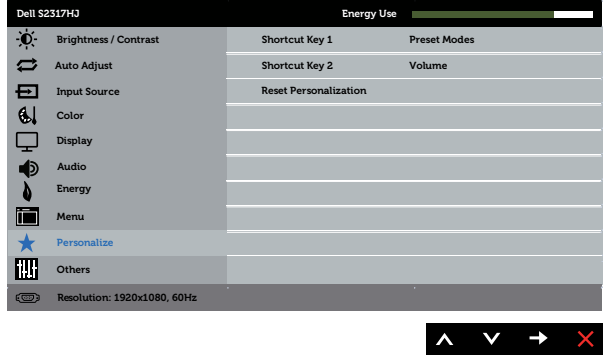 Dell S2317HJ Energy Use
Brightness / Contrast Shortcut Key 1 Preset Modes
Auto Adjust Shortcut Key 2 Volume
Input Source Reset Personalization
Color
Display
Audio
Energy
Menu
Personalize
Others
Resolution: 1920x1080, 60Hz